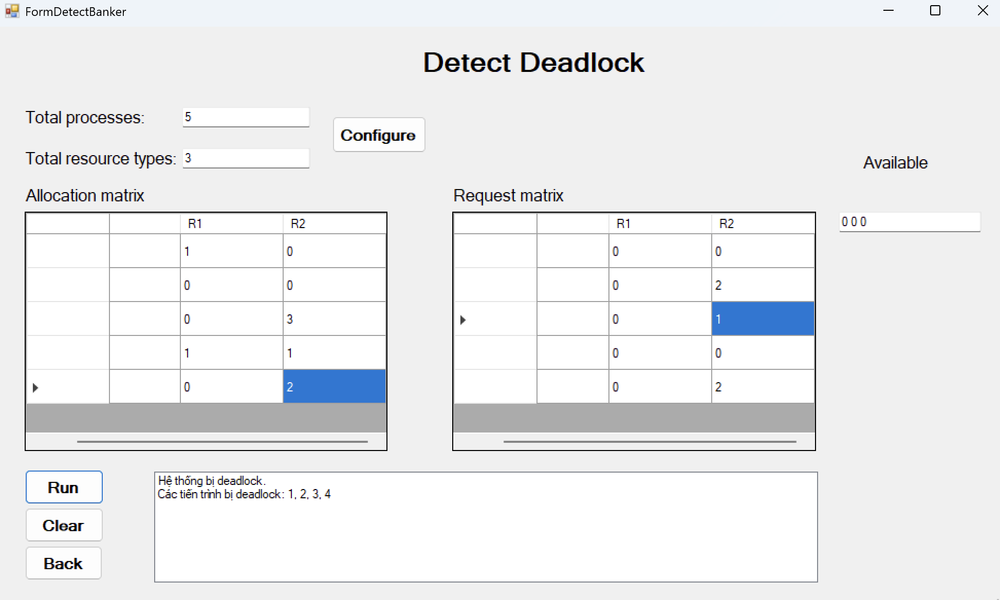 FormDetectBanker
Detect Deadlock
Total processes: 5
Configure
Total resource types: 3
Available
0 0 0
Allocation matrix
R1 R2
1 0
0 0
0 3
1 1
0 2
Request matrix
R1 R2
0 0
0 2
0 1
0 0
0 2
Run
Clear
Back
Hệ thống bị deadlock.
Các tiến trình bị deadlock: 1, 2, 3, 4